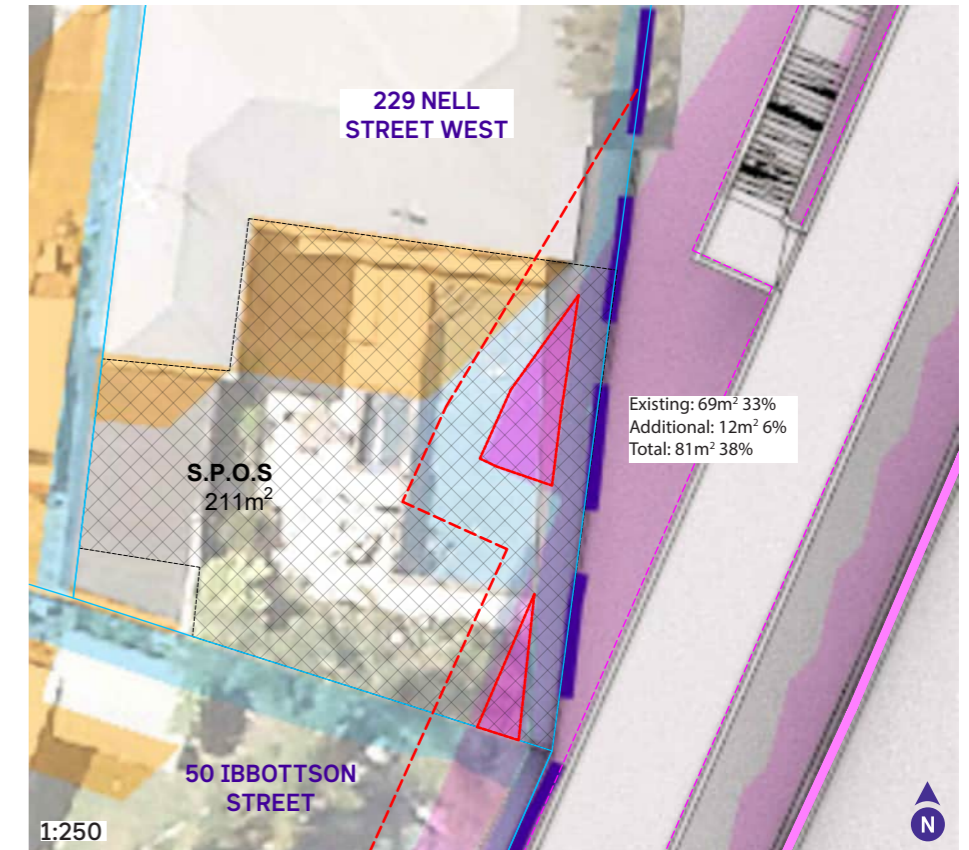 229 NELL
STREET WEST
Existing: 69m² 33%
Additional: 12m² 6%
Total: 81m² 38%
S.P.O.S
211m²
50 IBBOTTSON
STREET
1:250
N